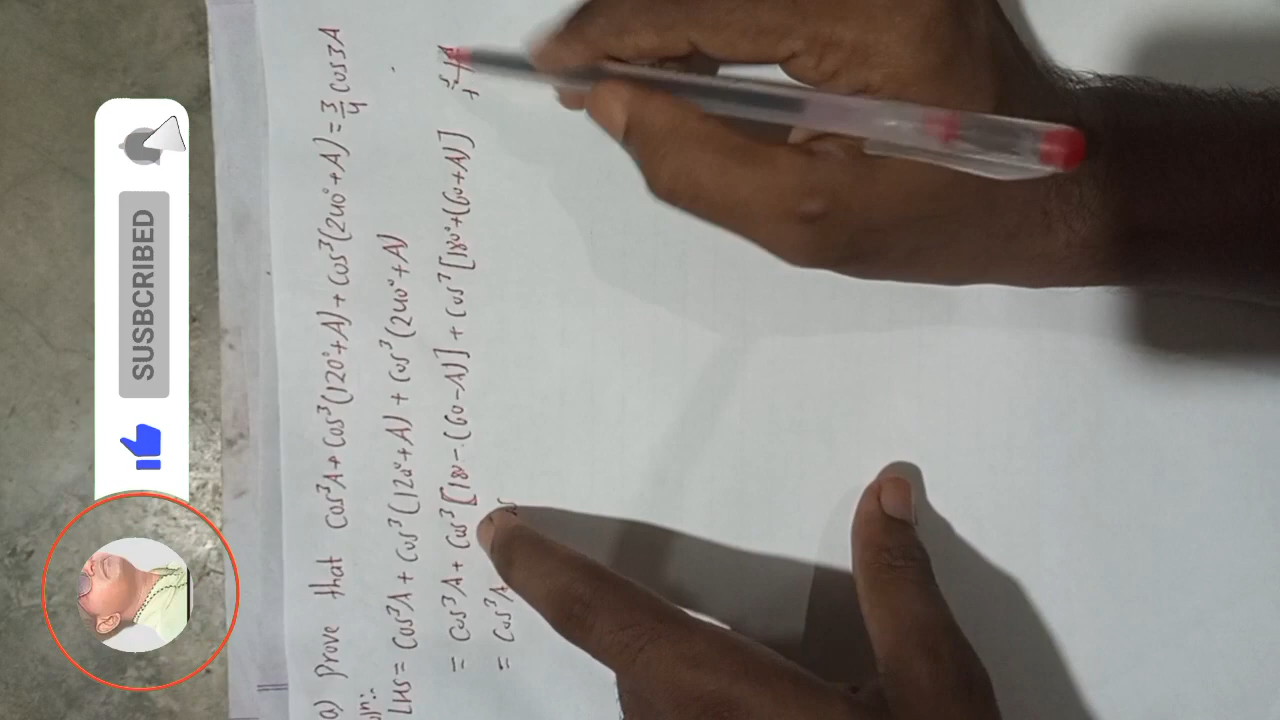 a) Prove that Cos³A + Cos³(120°+A) + Cos³(240°+A) = 3/4 Cos3A
LHS = Cos³A + Cos³(120°+A) + Cos³(240°+A)
= Cos³A + Cos³[180-(60-A)] + Cos³[180°+(60+A)]
= Cos³A
SUSBCRIBED